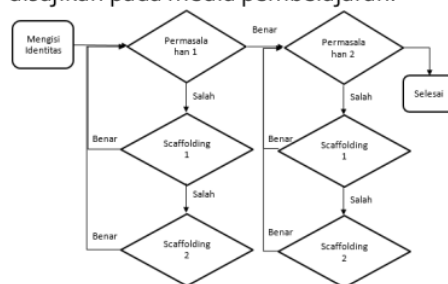 disajikan pada media pembelajaran.
Mengisi
Identitas
Permasala
han 1
Benar
Permasala
han 2
Selesai
Salah
Salah
Benar
Scaffolding
1
Benar
Scaffolding
1
Salah
Salah
Benar
Scaffolding
2
Benar
Scaffolding
2